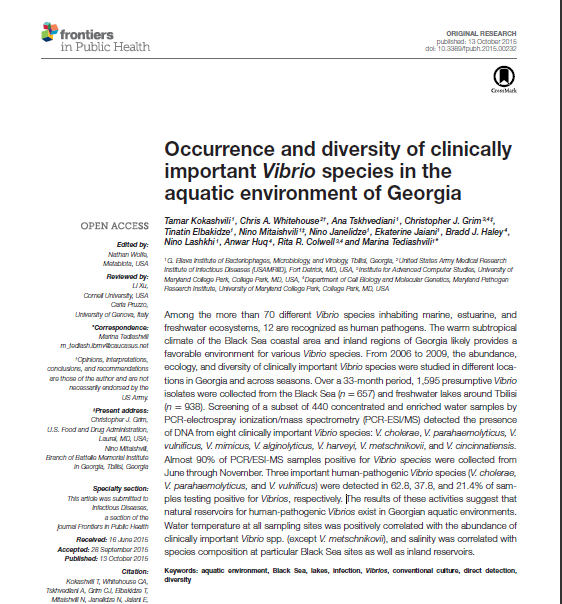 frontiers
in Public Health
ORIGINAL RESEARCH
published: 13 October 2015
doi: 10.3389/fpubh.2015.00232
CrossMark
Occurrence and diversity of clinically
important Vibrio species in the
aquatic environment of Georgia
Tamar Kokashvili¹, Chris A. Whitehouse²†, Ana Tskhvediani¹, Christopher J. Grim³,⁴‡,
Tinatin Elbakidze¹, Nino Mitaishvili¹‡, Nino Janelidze¹, Ekaterine Jaiani¹, Bradd J. Haley⁴,
Nino Lashkhi¹, Anwar Huq⁴, Rita R. Colwell³,⁴ and Marina Tediashvili¹*
¹ G. Eliava Institute of Bacteriophages, Microbiology, and Virology, Tbilisi, Georgia, ² United States Army Medical Research
Institute of Infectious Diseases (USAMRIID), Fort Detrick, MD, USA, ³ Institute for Advanced Computer Studies, University of
Maryland College Park, College Park, MD, USA, ⁴ Department of Cell Biology and Molecular Genetics, Maryland Pathogen
Research Institute, University of Maryland College Park, College Park, MD, USA
OPEN ACCESS
Edited by:
Nathan Wolfe,
Metabiota, USA
Reviewed by:
Li Xu,
Cornell University, USA
Carla Pruzzo,
University of Genova, Italy
*Correspondence:
Marina Tediashvili
m_tediashvibmv@caucasus.net
†Opinions, interpretations,
conclusions, and recommendations
are those of the author and are not
necessarily endorsed by the
US Army.
‡Present address:
Christopher J. Grim,
U.S. Food and Drug Administration,
Laurel, MD, USA;
Nino Mitaishvili,
Branch of Battelle Memorial Institute
in Georgia, Tbilisi, Georgia
Specialty section:
This article was submitted to
Infectious Diseases,
a section of the
journal Frontiers in Public Health
Received: 16 June 2015
Accepted: 28 September 2015
Published: 13 October 2015
Citation:
Kokashvili T, Whitehouse CA,
Tskhvediani A, Grim CJ, Elbakidze T,
Mitaishvili N, Janelidze N, Jaiani E,
Among the more than 70 different Vibrio species inhabiting marine, estuarine, and
freshwater ecosystems, 12 are recognized as human pathogens. The warm subtropical
climate of the Black Sea coastal area and inland regions of Georgia likely provides a
favorable environment for various Vibrio species. From 2006 to 2009, the abundance,
ecology, and diversity of clinically important Vibrio species were studied in different loca-
tions in Georgia and across seasons. Over a 33-month period, 1,595 presumptive Vibrio
isolates were collected from the Black Sea (n = 657) and freshwater lakes around Tbilisi
(n = 938). Screening of a subset of 440 concentrated and enriched water samples by
PCR-electrospray ionization/mass spectrometry (PCR-ESI/MS) detected the presence
of DNA from eight clinically important Vibrio species: V. cholerae, V. parahaemolyticus, V.
vulnificus, V. mimicus, V. alginolyticus, V. harveyi, V. metschnikovii, and V. cincinnatiensis.
Almost 90% of PCR/ESI-MS samples positive for Vibrio species were collected from
June through November. Three important human-pathogenic Vibrio species (V. cholerae,
V. parahaemolyticus, and V. vulnificus) were detected in 62.8, 37.8, and 21.4% of sam-
ples testing positive for Vibrios, respectively. The results of these activities suggest that
natural reservoirs for human-pathogenic Vibrios exist in Georgian aquatic environments.
Water temperature at all sampling sites was positively correlated with the abundance of
clinically important Vibrio spp. (except V. metschnikovii), and salinity was correlated with
species composition at particular Black Sea sites as well as inland reservoirs.
Keywords: aquatic environment, Black Sea, lakes, infection, Vibrios, conventional culture, direct detection,
diversity